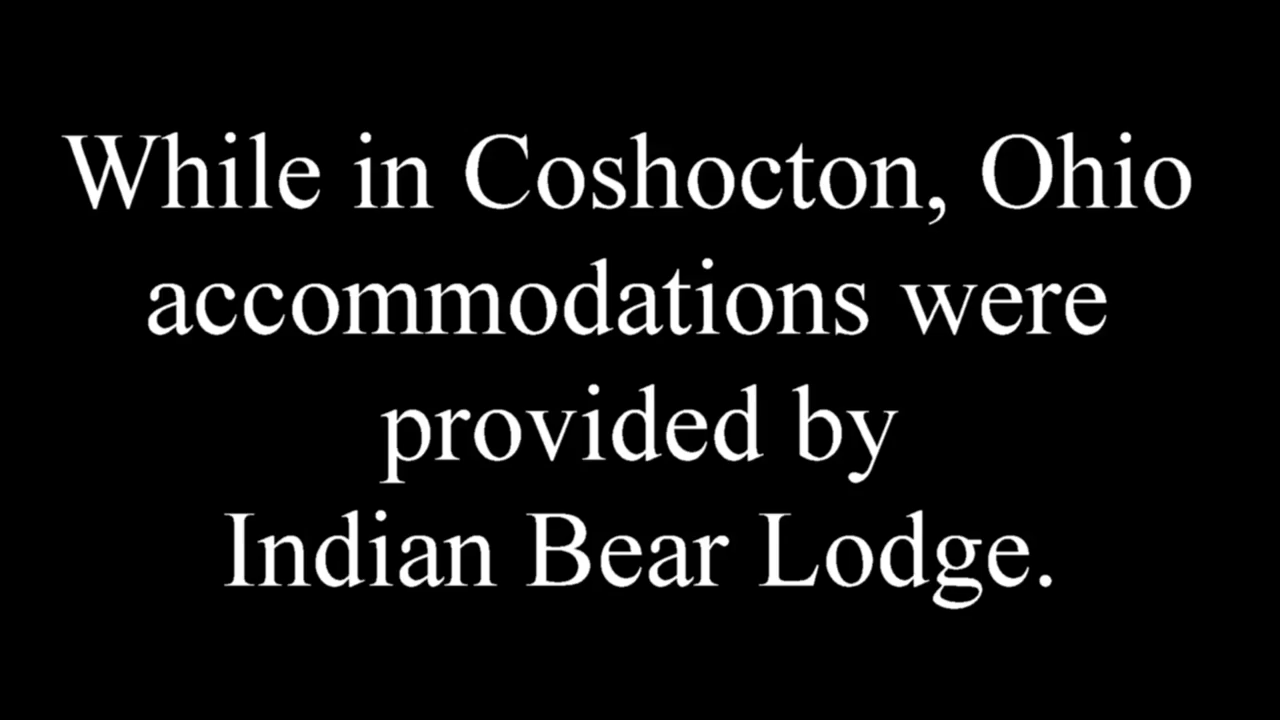 While in Coshocton, Ohio
accommodations were
provided by
Indian Bear Lodge.